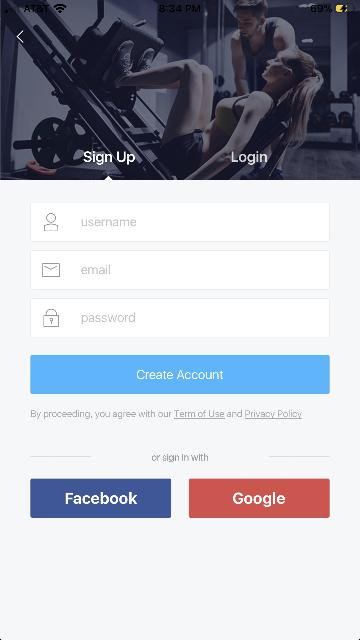 AT&T 8:34 PM 69%
Sign Up Login
username
email
password
Create Account
By proceeding, you agree with our Term of Use and Privacy Policy
or sign in with
Facebook Google